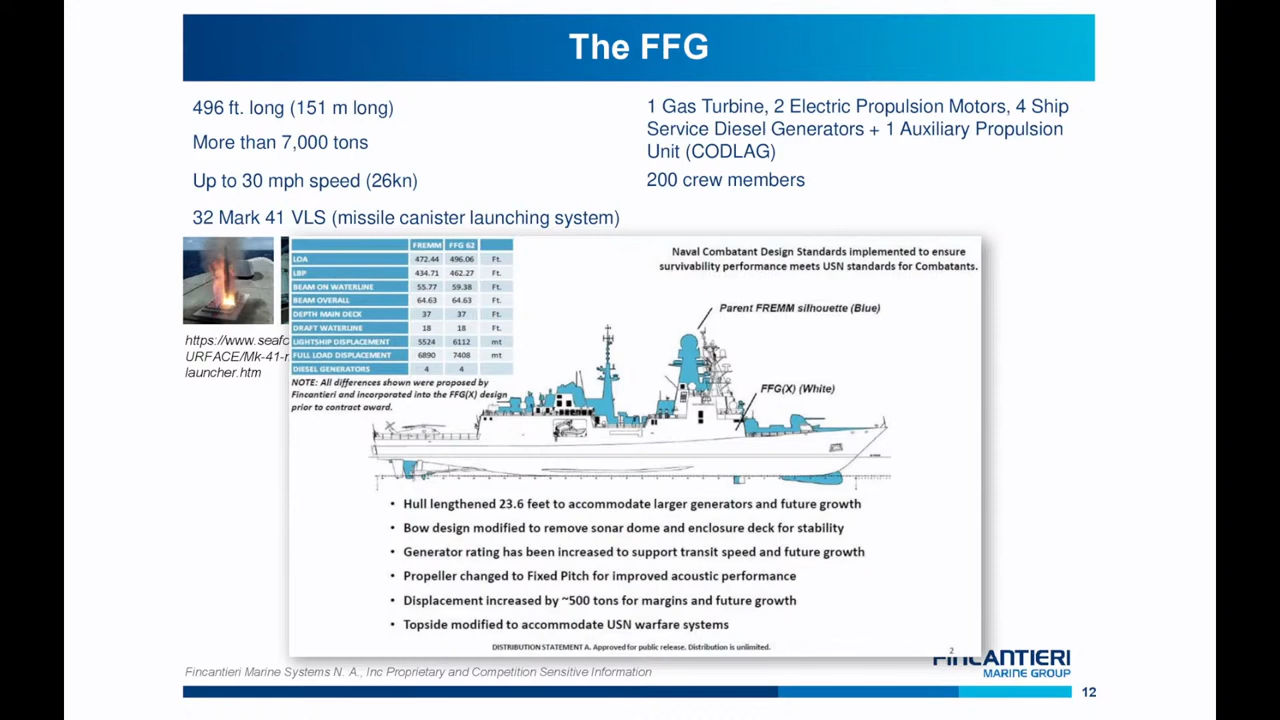 The FFG
496 ft. long (151 m long)
More than 7,000 tons
Up to 30 mph speed (26kn)
32 Mark 41 VLS (missile canister launching system)
1 Gas Turbine, 2 Electric Propulsion Motors, 4 Ship
Service Diesel Generators + 1 Auxiliary Propulsion
Unit (CODLAG)
200 crew members
https://www.seafo
URFACE/Mk-41-n
launcher.htm
FREMM FFG 62
LOA 472.44 496.06 Ft.
LBP 434.71 462.27 Ft.
BEAM ON WATERLINE 55.77 59.38 Ft.
BEAM OVERALL 64.63 64.63 Ft.
DEPTH MAIN DECK 37 37 Ft.
DRAFT WATERLINE 18 18 Ft.
LIGHTSHIP DISPLACEMENT 5524 6112 mt
FULL LOAD DISPLACEMENT 6890 7408 mt
DIESEL GENERATORS 4 4
NOTE: All differences shown were proposed by
Fincantieri and incorporated into the FFG(X) design
prior to contract award.
Naval Combatant Design Standards implemented to ensure
survivability performance meets USN standards for Combatants.
Parent FREMM silhouette (Blue)
FFG(X) (White)
• Hull lengthened 23.6 feet to accommodate larger generators and future growth
• Bow design modified to remove sonar dome and enclosure deck for stability
• Generator rating has been increased to support transit speed and future growth
• Propeller changed to Fixed Pitch for improved acoustic performance
• Displacement increased by ~500 tons for margins and future growth
• Topside modified to accommodate USN warfare systems
DISTRIBUTION STATEMENT A. Approved for public release. Distribution is unlimited.
2
Fincantieri Marine Systems N. A., Inc Proprietary and Competition Sensitive Information
FINCANTIERI
MARINE GROUP
12